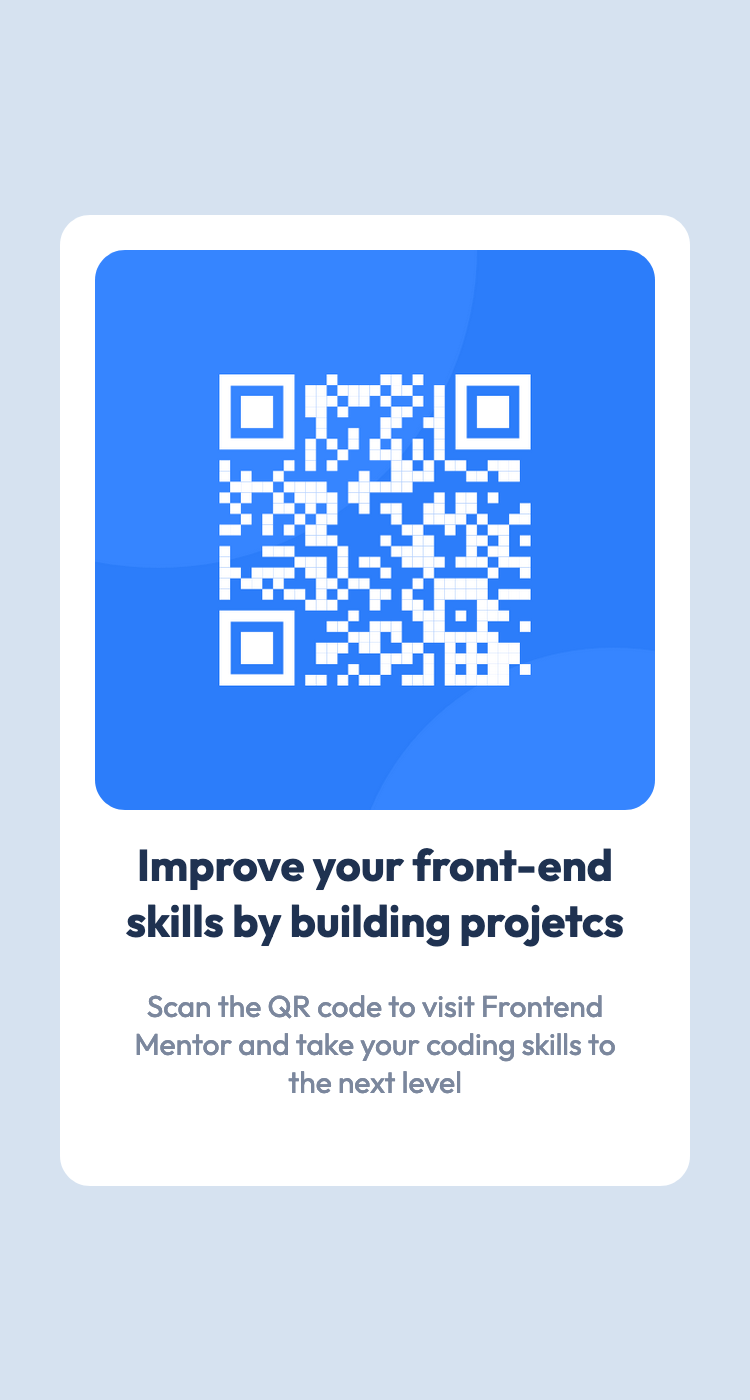 Improve your front-end
skills by building projetcs
Scan the QR code to visit Frontend
Mentor and take your coding skills to
the next level